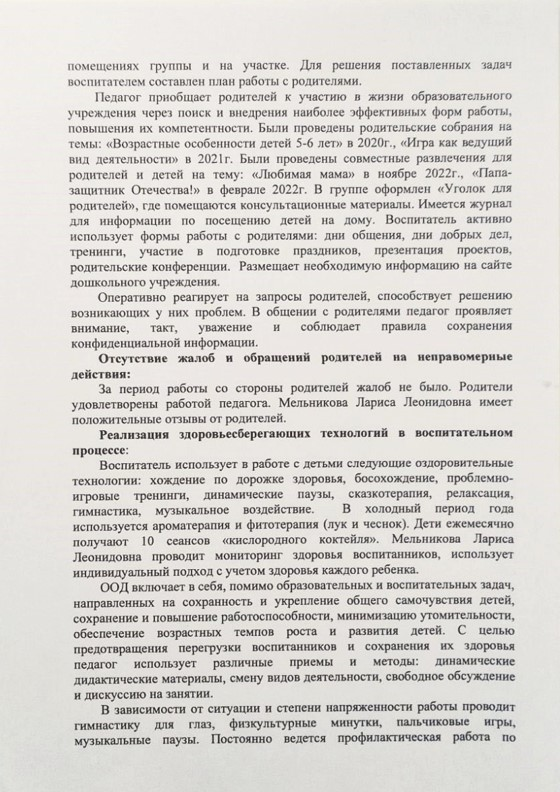 помещениях группы и на участке. Для решения поставленных задач
воспитателем составлен план работы с родителями.
Педагог приобщает родителей к участию в жизни образовательного
учреждения через поиск и внедрения наиболее эффективных форм работы,
повышения их компетентности. Были проведены родительские собрания на
темы: «Возрастные особенности детей 5-6 лет» в 2020г., «Игра как ведущий
вид деятельности» в 2021г. Были проведены совместные развлечения для
родителей и детей на тему: «Любимая мама» в ноябре 2022г., «Папа-
защитник Отечества!» в феврале 2022г. В группе оформлен «Уголок для
родителей», где помещаются консультационные материалы. Имеется журнал
для информации по посещению детей на дому. Воспитатель активно
использует формы работы с родителями: дни общения, дни добрых дел,
тренинги, участие в подготовке праздников, презентация проектов,
родительские конференции. Размещает необходимую информацию на сайте
дошкольного учреждения.
Оперативно реагирует на запросы родителей, способствует решению
возникающих у них проблем. В общении с родителями педагог проявляет
внимание, такт, уважение и соблюдает правила сохранения
конфиденциальной информации.
Отсутствие жалоб и обращений родителей на неправомерные
действия:
За период работы со стороны родителей жалоб не было. Родители
удовлетворены работой педагога. Мельникова Лариса Леонидовна имеет
положительные отзывы от родителей.
Реализация здоровьесберегающих технологий в воспитательном
процессе:
Воспитатель использует в работе с детьми следующие оздоровительные
технологии: хождение по дорожке здоровья, босохождение, проблемно-
игровые тренинги, динамические паузы, сказкотерапия, релаксация,
гимнастика, музыкальное воздействие. В холодный период года
используется ароматерапия и фитотерапия (лук и чеснок). Дети ежемесячно
получают 10 сеансов «кислородного коктейля». Мельникова Лариса
Леонидовна проводит мониторинг здоровья воспитанников, использует
индивидуальный подход с учетом здоровья каждого ребенка.
ООД включает в себя, помимо образовательных и воспитательных задач,
направленных на сохранность и укрепление общего самочувствия детей,
сохранение и повышение работоспособности, минимизацию утомительности,
обеспечение возрастных темпов роста и развития детей. С целью
предотвращения перегрузки воспитанников и сохранения их здоровья
педагог использует различные приемы и методы: динамические
дидактические материалы, смену видов деятельности, свободное обсуждение
и дискуссию на занятии.
В зависимости от ситуации и степени напряженности работы проводит
гимнастику для глаз, физкультурные минутки, пальчиковые игры,
музыкальные паузы. Постоянно ведется профилактическая работа по